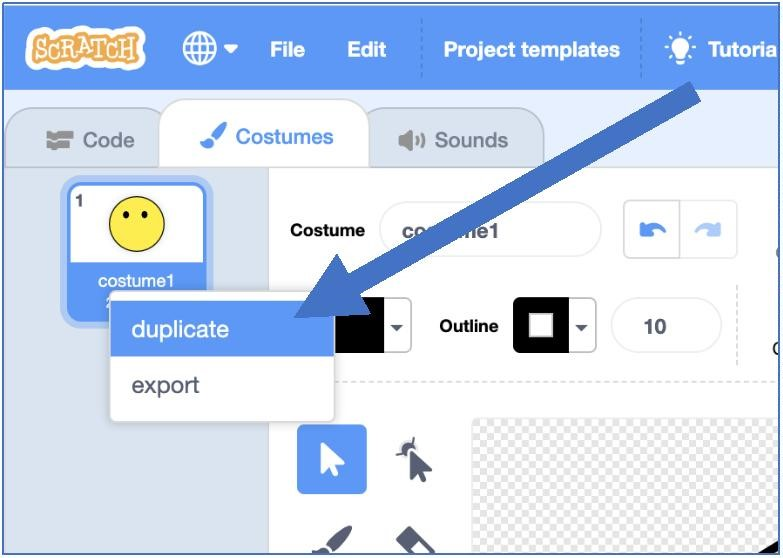 SCRATCH File Edit Project templates Tutoria
Code Costumes Sounds
1
costume1
Costume costume1
duplicate
Outline 10
export